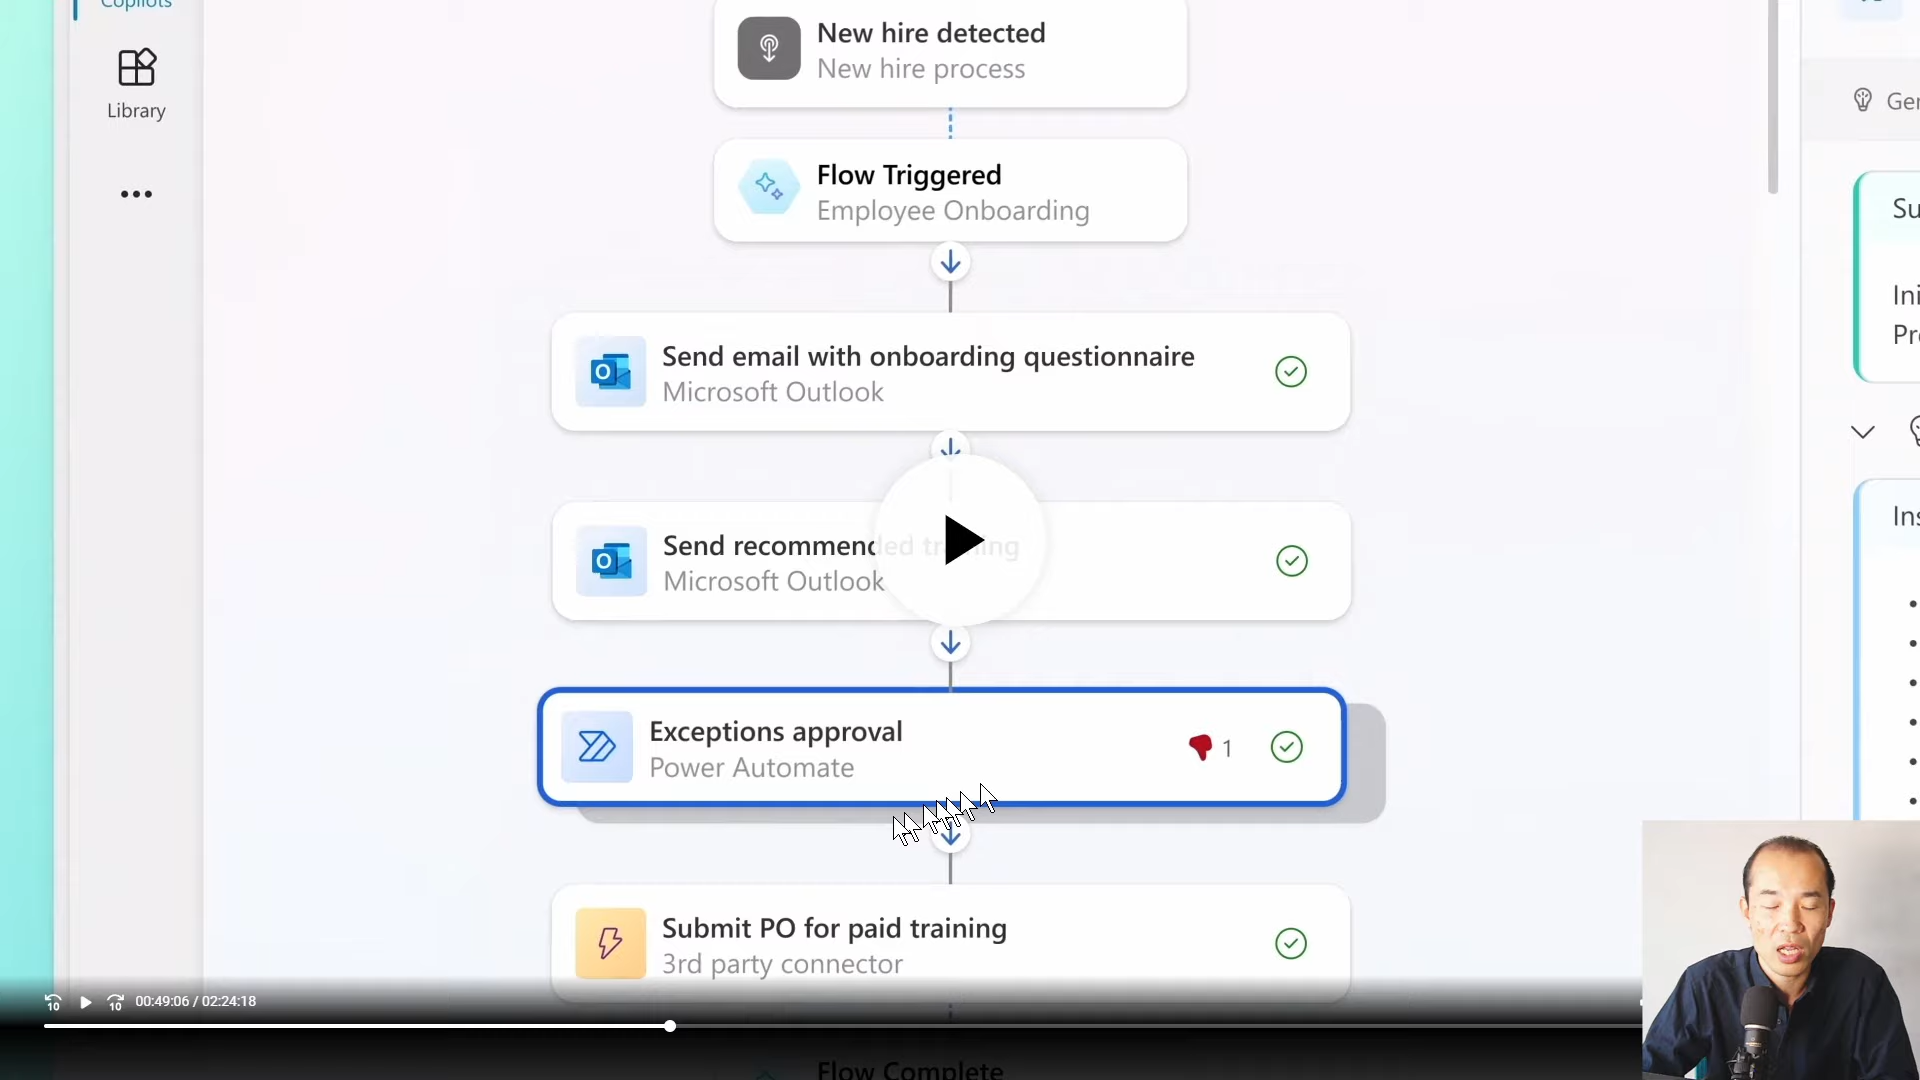 Copilots
Library
New hire detected
New hire process
Flow Triggered
Employee Onboarding
Send email with onboarding questionnaire
Microsoft Outlook
Send recommended training
Microsoft Outlook
Exceptions approval
Power Automate
1
Submit PO for paid training
3rd party connector
Flow Complete
10
10
00:49:06 / 02:24:18
Ger
Su
Ini
Pr
Ins